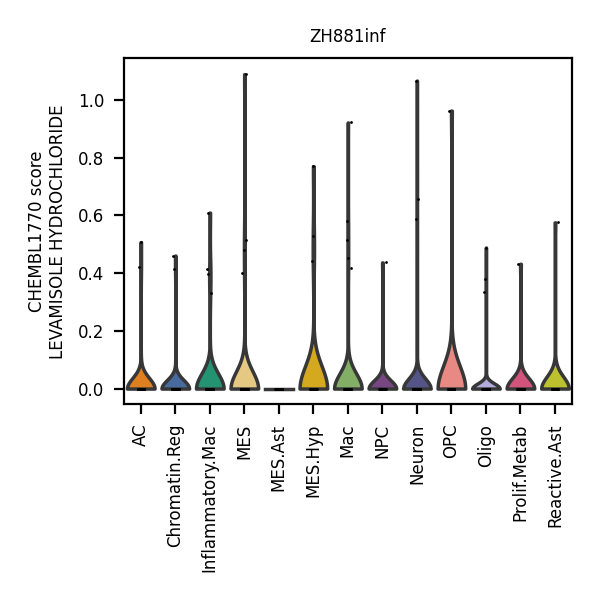 ZH881inf
CHEMBL1770 score
LEVAMISOLE HYDROCHLORIDE
1.0
0.8
0.6
0.4
0.2
0.0
AC
Chromatin.Reg
Inflammatory.Mac
MES
MES.Ast
MES.Hyp
Mac
NPC
Neuron
OPC
Oligo
Prolif.Metab
Reactive.Ast